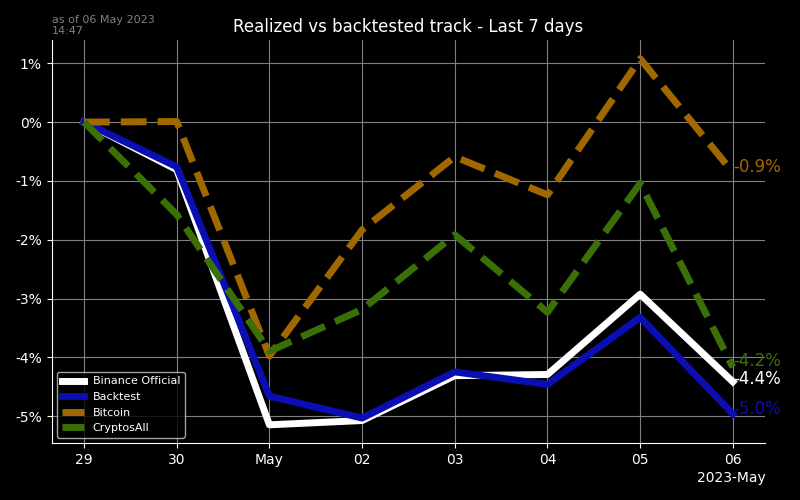 as of 06 May 2023
14:47
Realized vs backtested track - Last 7 days
1%
0%
-1%
-2%
-3%
-4%
-5%
-0.9%
-4.2%
-4.4%
-5.0%
Binance Official
Backtest
Bitcoin
CryptosAll
29 30 May 02 03 04 05 06
2023-May